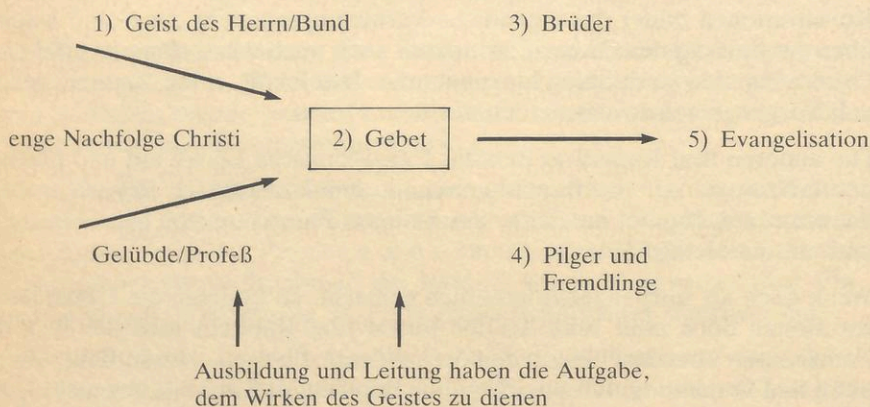 1) Geist des Herrn/Bund
3) Brüder
enge Nachfolge Christi
2) Gebet
5) Evangelisation
Gelübde/Profeß
4) Pilger und
Fremdlinge
Ausbildung und Leitung haben die Aufgabe,
dem Wirken des Geistes zu dienen